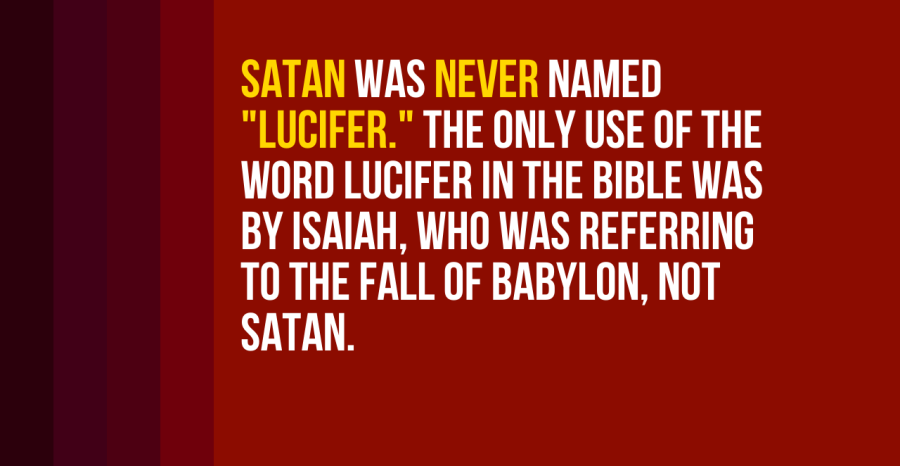 SATAN WAS NEVER NAMED
"LUCIFER." THE ONLY USE OF THE
WORD LUCIFER IN THE BIBLE WAS
BY ISAIAH, WHO WAS REFERRING
TO THE FALL OF BABYLON, NOT
SATAN.